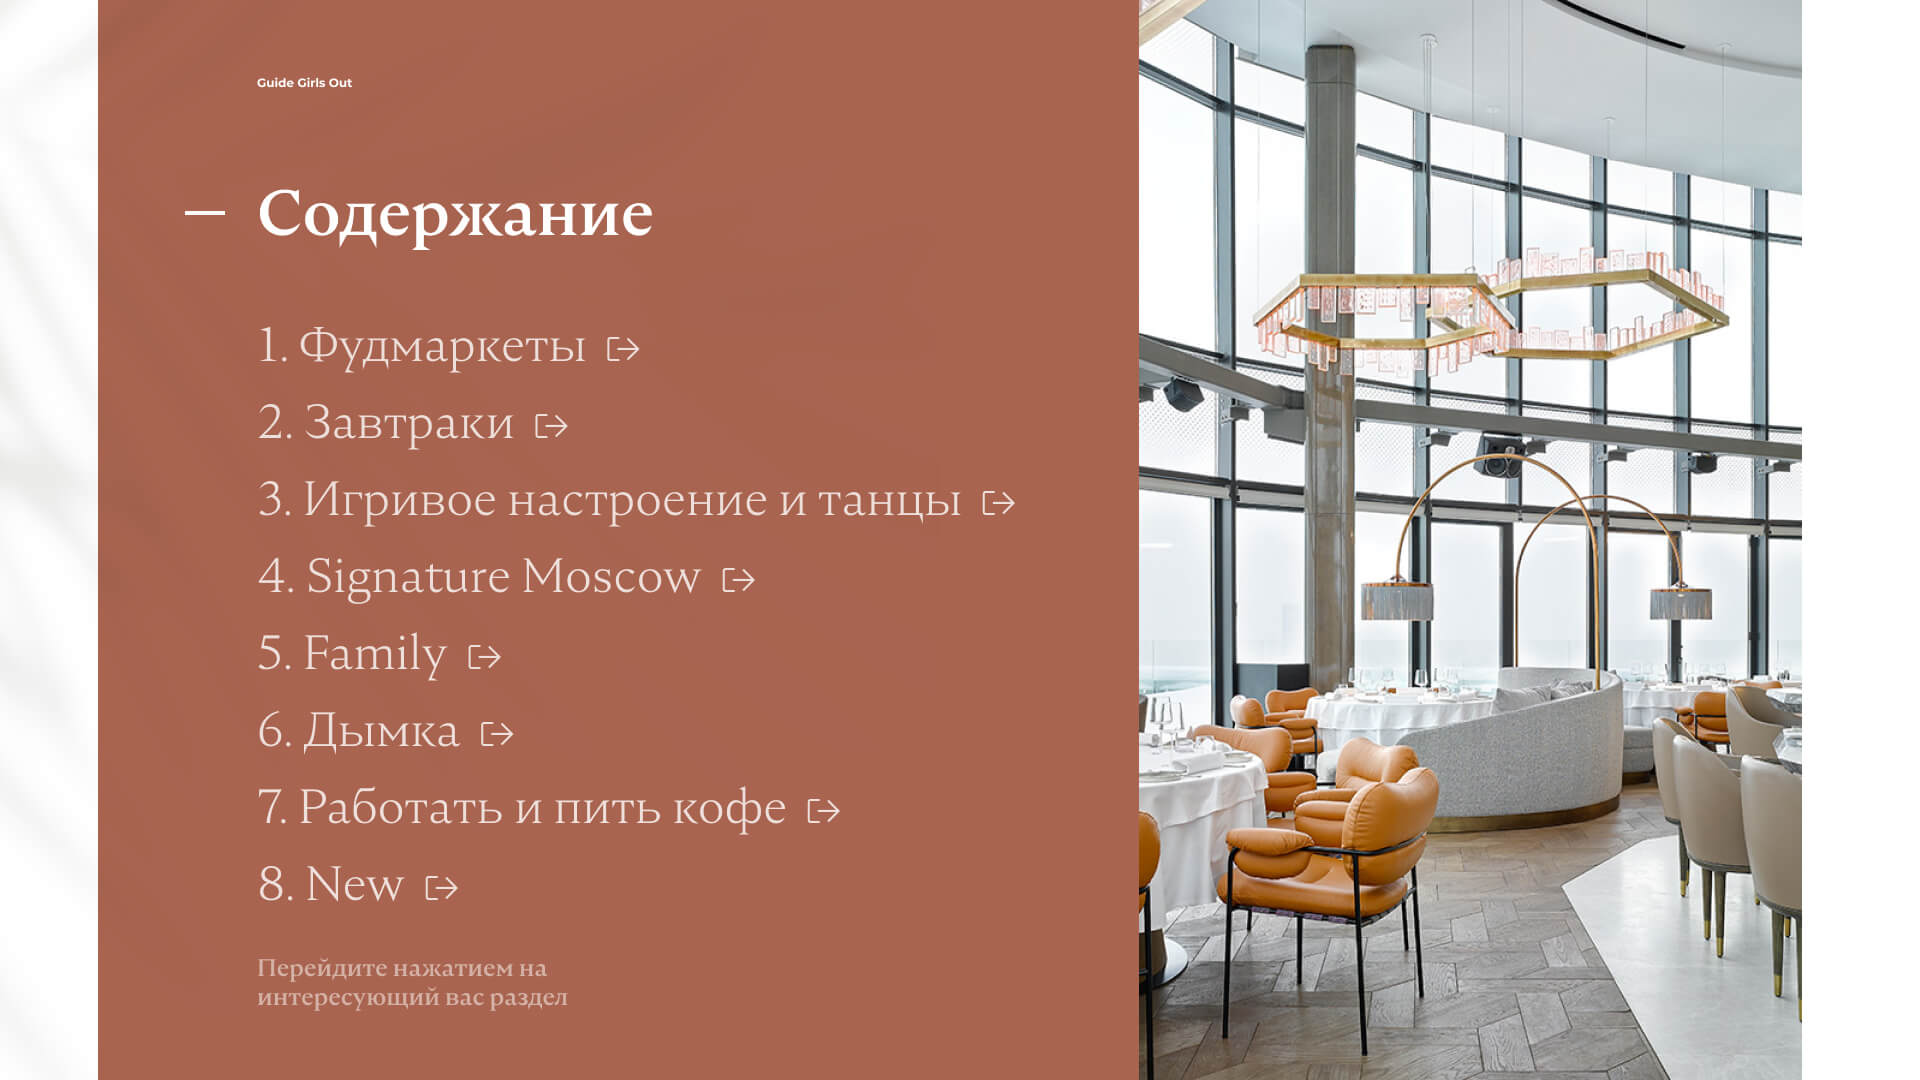 Guide Girls Out
Содержание
1. Фудмаркеты
2. Завтраки
3. Игривое настроение и танцы
4. Signature Moscow
5. Family
6. Дымка
7. Работать и пить кофе
8. New
Перейдите нажатием на
интересующий вас раздел